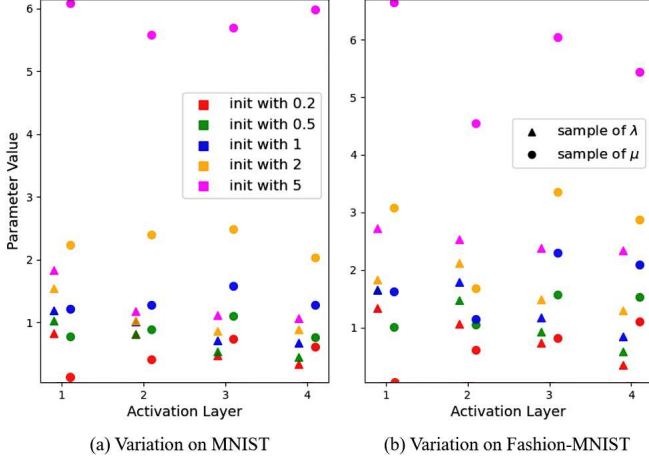 6
5
4
3
2
1
Parameter Value
init with 0.2
init with 0.5
init with 1
init with 2
init with 5
1 2 3 4
Activation Layer
(a) Variation on MNIST
6
5
4
3
2
1
sample of λ
sample of μ
1 2 3 4
Activation Layer
(b) Variation on Fashion-MNIST